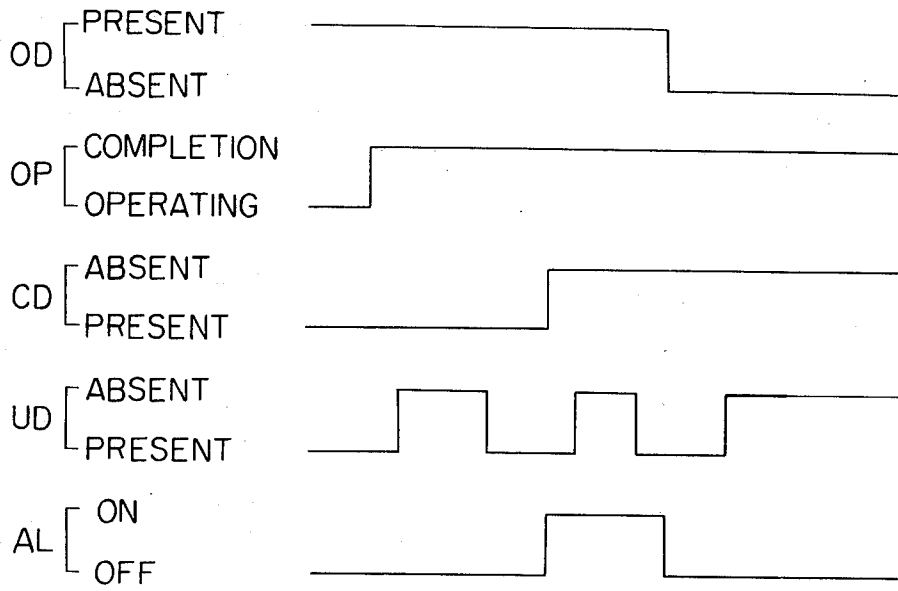 PRESENT
OD
ABSENT
COMPLETION
OP
OPERATING
ABSENT
CD
PRESENT
ABSENT
UD
PRESENT
ON
AL
OFF